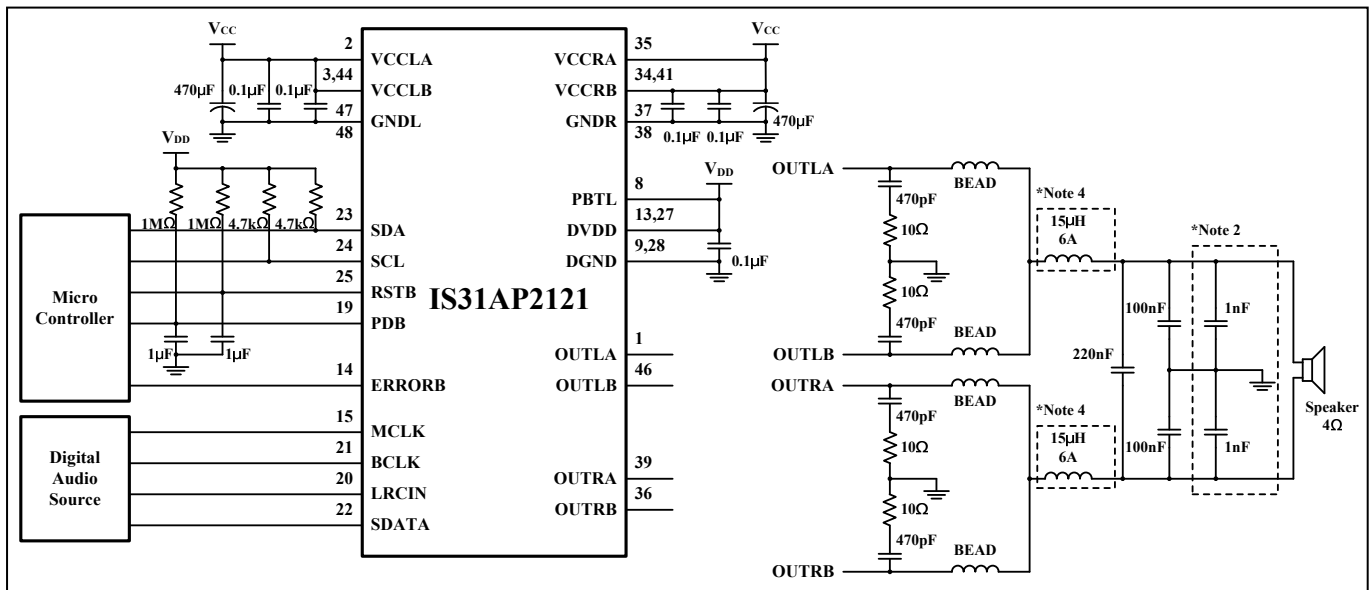 VCC
2
VCCLA
3,44
VCCLB
470µF
0.1µF
0.1µF
47
GNDL
48
VDD
1MΩ
1MΩ
4.7kΩ
4.7kΩ
23
SDA
24
SCL
25
RSTB
19
PDB
1µF
1µF
14
ERRORB
15
MCLK
21
BCLK
20
LRCIN
22
SDATA
Micro
Controller
Digital
Audio
Source
IS31AP2121
VCC
35
VCCRA
34,41
VCCRB
37
GNDR
38
0.1µF
0.1µF
470µF
VDD
8
PBTL
13,27
DVDD
9,28
DGND
0.1µF
1
OUTLA
46
OUTLB
39
OUTRA
36
OUTRB
OUTLA
BEAD
470pF
10Ω
10Ω
470pF
OUTLB
BEAD
OUTRA
BEAD
470pF
10Ω
10Ω
470pF
OUTRB
BEAD
*Note 4
15µH
6A
*Note 4
15µH
6A
*Note 2
220nF
100nF
1nF
100nF
1nF
Speaker
4Ω